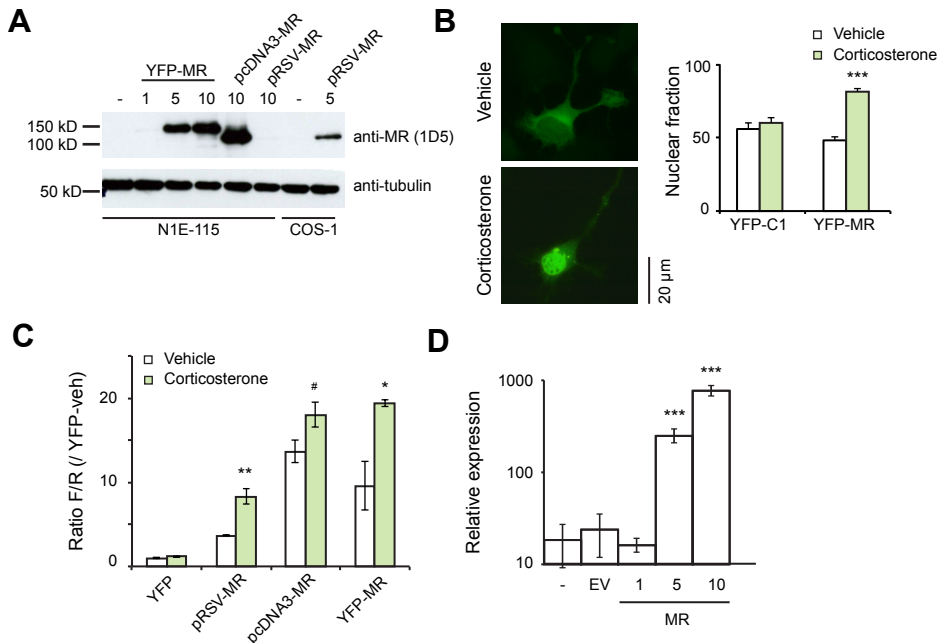 A
YFP-MR
pcDNA3-MR
pRSV-MR
pRSV-MR
- 1 5 10 10 10 - 5
150 kD
100 kD
anti-MR (1D5)
50 kD
anti-tubulin
N1E-115
COS-1
B
Vehicle
Corticosterone
20 µm
Vehicle
Corticosterone
Nuclear fraction
100
50
0
***
YFP-C1
YFP-MR
C
Vehicle
Corticosterone
Ratio F/R (/ YFP-veh)
20
10
0
**
#
*
YFP
pRSV-MR
pcDNA3-MR
YFP-MR
D
Relative expression
1000
100
10
***
***
- EV 1 5 10
MR